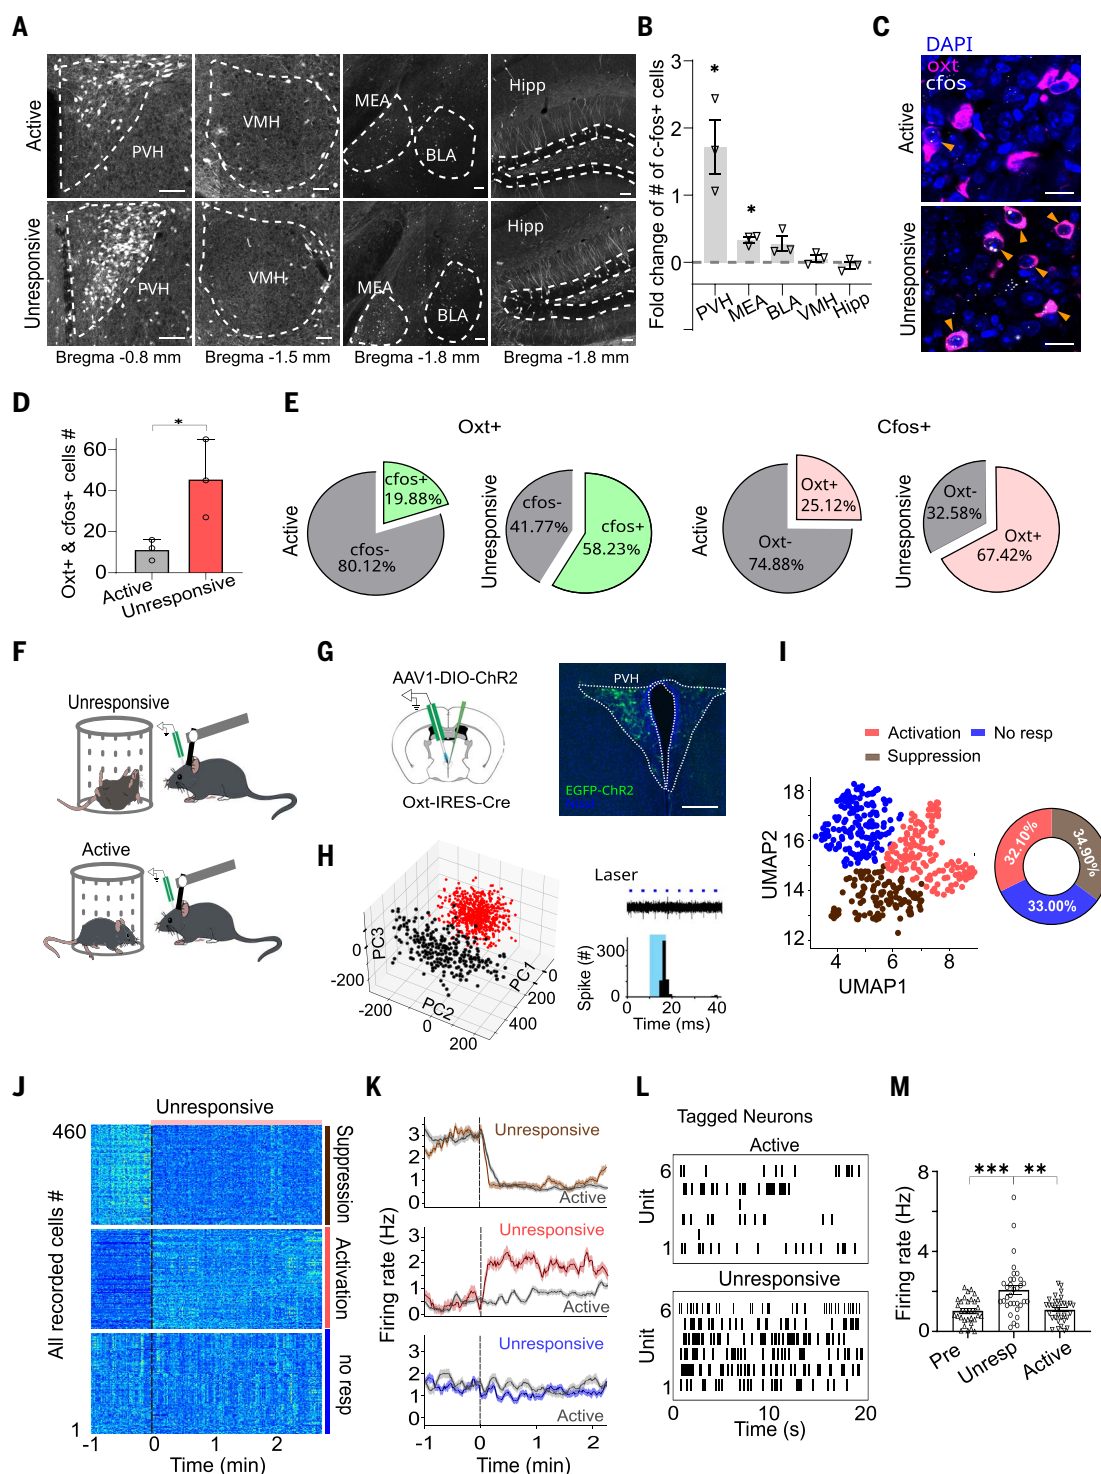 A
Active
Unresponsive
PVH
VMH
MEA
BLA
Hipp
PVH
VMH
MEA
BLA
Hipp
Bregma -0.8 mm
Bregma -1.5 mm
Bregma -1.8 mm
Bregma -1.8 mm
B
Fold change of # of c-fos+ cells
3
2
1
0
*
*
PVH
MEA
BLA
VMH
Hipp
C
DAPI
oxt
cfos
Active
Unresponsive
D
Oxt+ & cfos+ cells #
60
40
20
0
*
Active
Unresponsive
E
Oxt+
Active
cfos+
19.88%
cfos-
80.12%
Unresponsive
cfos-
41.77%
cfos+
58.23%
Cfos+
Active
Oxt+
25.12%
Oxt-
74.88%
Unresponsive
Oxt-
32.58%
Oxt+
67.42%
F
Unresponsive
Active
G
AAV1-DIO-ChR2
Oxt-IRES-Cre
PVH
EGFP-ChR2
H
PC3
0
-200
-200
0
200
PC2
400
200
0
PC1
Laser
Spike (#)
300
0
0 20 40
Time (ms)
I
Activation
No resp
Suppression
UMAP2
18
16
14
12
4 6 8
UMAP1
32.10%
34.90%
33.00%
J
Unresponsive
All recorded cells #
460
1
Suppression
Activation
no resp
-1 0 1 2
Time (min)
K
Firing rate (Hz)
3
2
1
0
Unresponsive
Active
3
2
1
0
Unresponsive
Active
3
2
1
0
Unresponsive
Active
-1 0 1 2
Time (min)
L
Tagged Neurons
Active
6
Unit
1
Unresponsive
6
Unit
1
0 10 20
Time (s)
M
Firing rate (Hz)
8
4
0
*** **
Pre
Unresp
Active